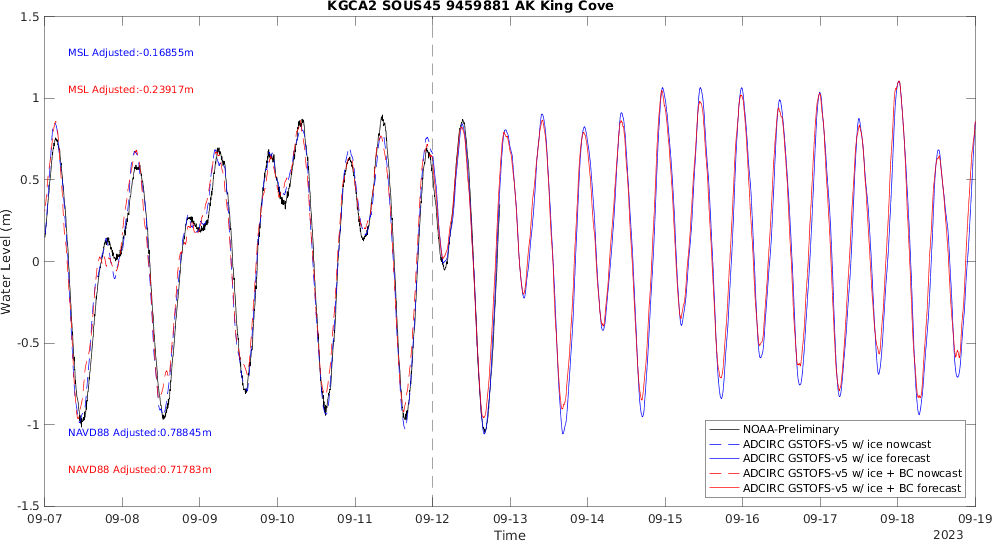 KGCA2 SOUS45 9459881 AK King Cove
1.5
MSL Adjusted:-0.16855m
MSL Adjusted:-0.23917m
1
0.5
Water Level (m)
0
-0.5
-1
NAVD88 Adjusted:0.78845m
NAVD88 Adjusted:0.71783m
-1.5
NOAA-Preliminary
ADCIRC GSTOFS-v5 w/ ice nowcast
ADCIRC GSTOFS-v5 w/ ice forecast
ADCIRC GSTOFS-v5 w/ ice + BC nowcast
ADCIRC GSTOFS-v5 w/ ice + BC forecast
09-07 09-08 09-09 09-10 09-11 09-12 09-13 09-14 09-15 09-16 09-17 09-18 09-19
Time 2023